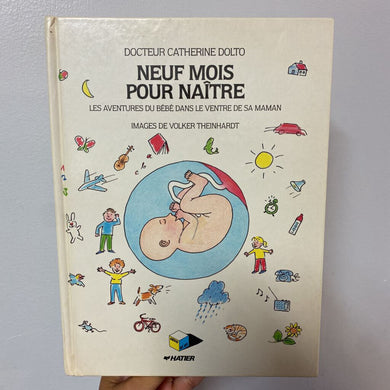 DOCTEUR CATHERINE DOLTO
NEUF MOIS
POUR NAÎTRE
LES AVENTURES DU BÉBÉ DANS LE VENTRE DE SA MAMAN
IMAGES DE VOLKER THEINHARDT
HATIER